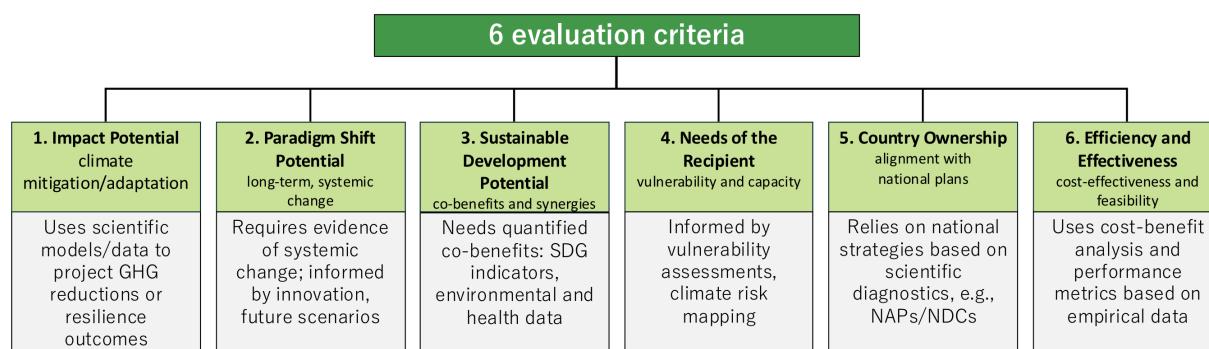 6 evaluation criteria
1. Impact Potential
climate
mitigation/adaptation
Uses scientific
models/data to
project GHG
reductions or
resilience
outcomes
2. Paradigm Shift
Potential
long-term, systemic
change
Requires evidence
of systemic
change; informed
by innovation,
future scenarios
3. Sustainable
Development
Potential
co-benefits and synergies
Needs quantified
co-benefits: SDG
indicators,
environmental and
health data
4. Needs of the
Recipient
vulnerability and capacity
Informed by
vulnerability
assessments,
climate risk
mapping
5. Country Ownership
alignment with
national plans
Relies on national
strategies based on
scientific
diagnostics, e.g.,
NAPs/NDCs
6. Efficiency and
Effectiveness
cost-effectiveness and
feasibility
Uses cost-benefit
analysis and
performance
metrics based on
empirical data